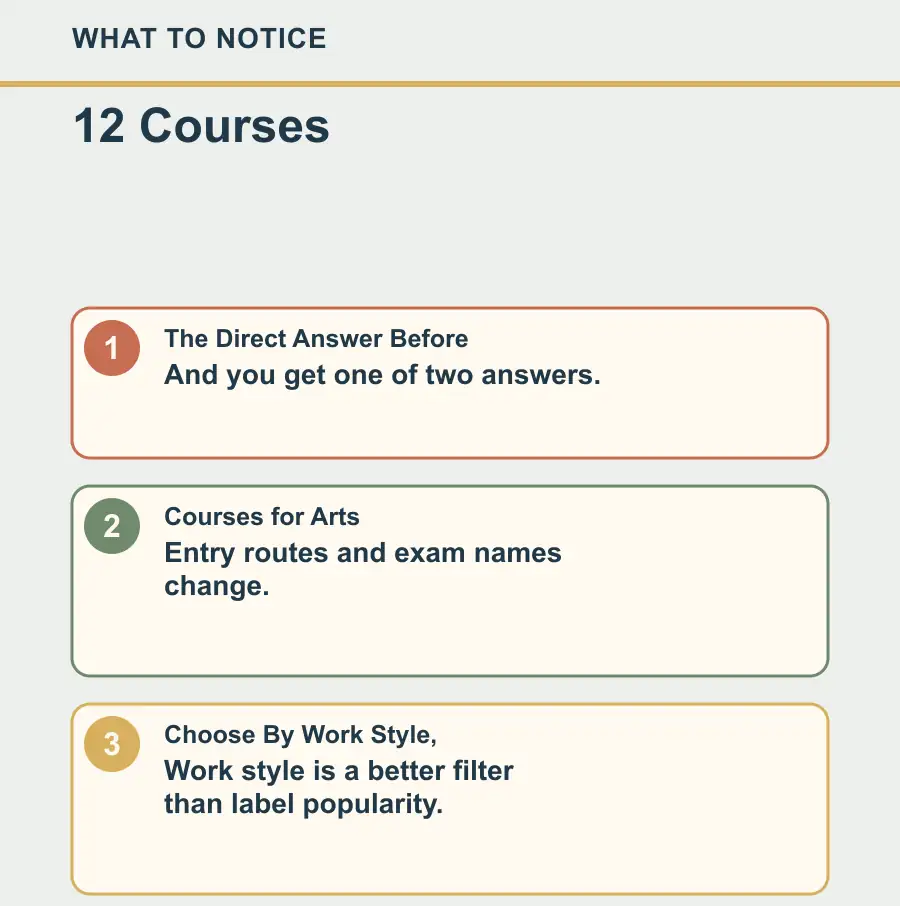 WHAT TO NOTICE
12 Courses
1
The Direct Answer Before
And you get one of two answers.
2
Courses for Arts
Entry routes and exam names
change.
3
Choose By Work Style,
Work style is a better filter
than label popularity.